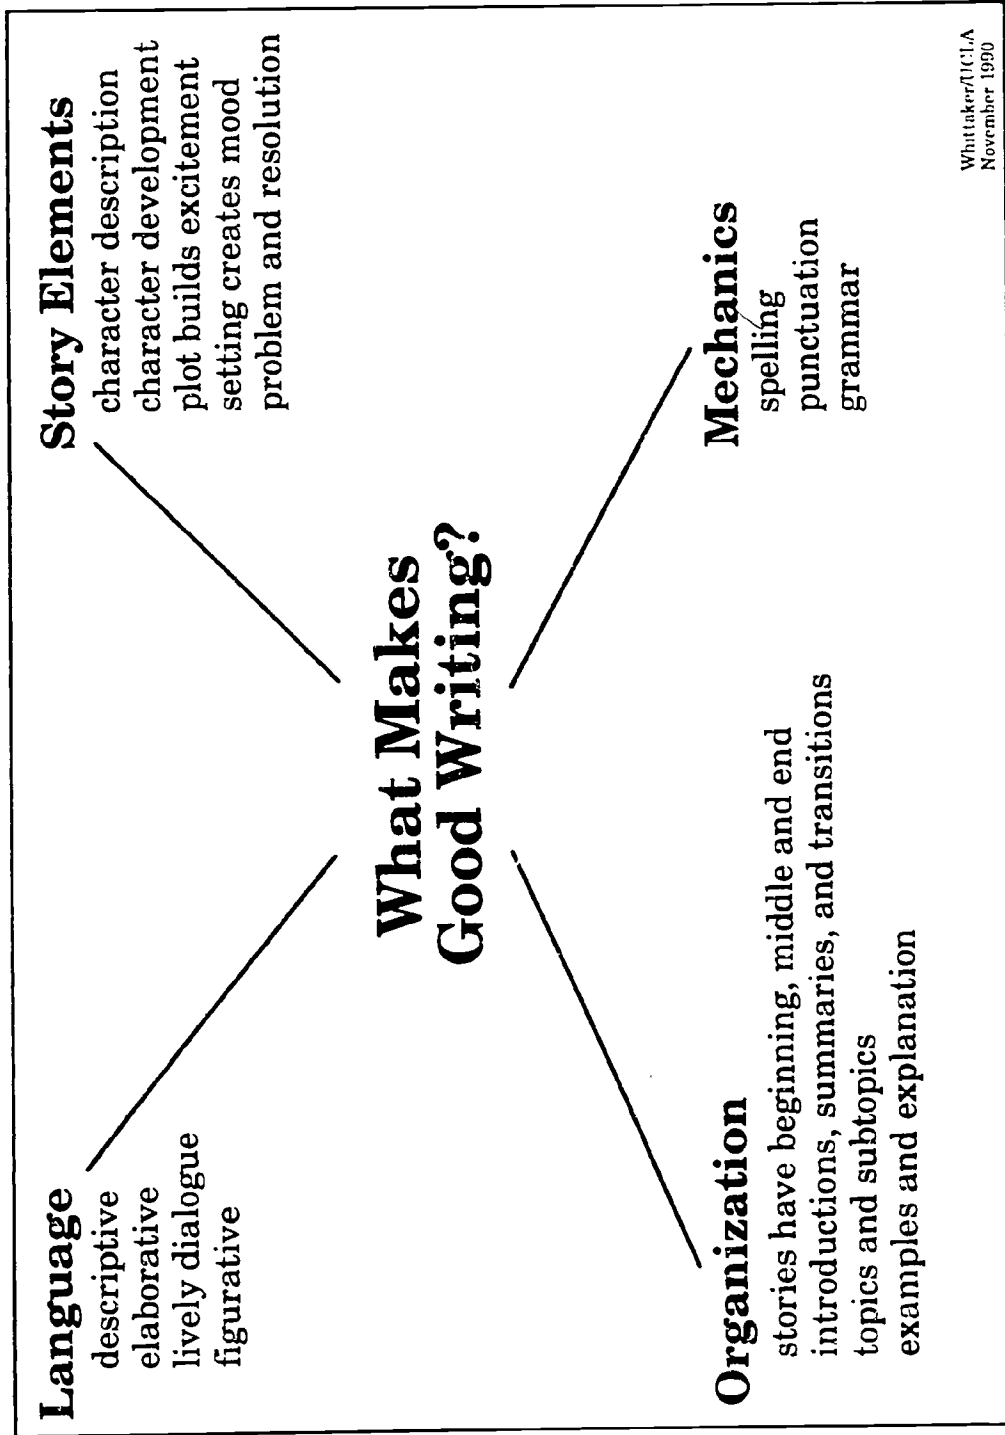 Language
descriptive
elaborative
lively dialogue
figurative
Story Elements
character description
character development
plot builds excitement
setting creates mood
problem and resolution
What Makes
Good Writing?
Organization
stories have beginning, middle and end
introductions, summaries, and transitions
topics and subtopics
examples and explanation
Mechanics
spelling
punctuation
grammar
Whittaker/UCLA
November 1990